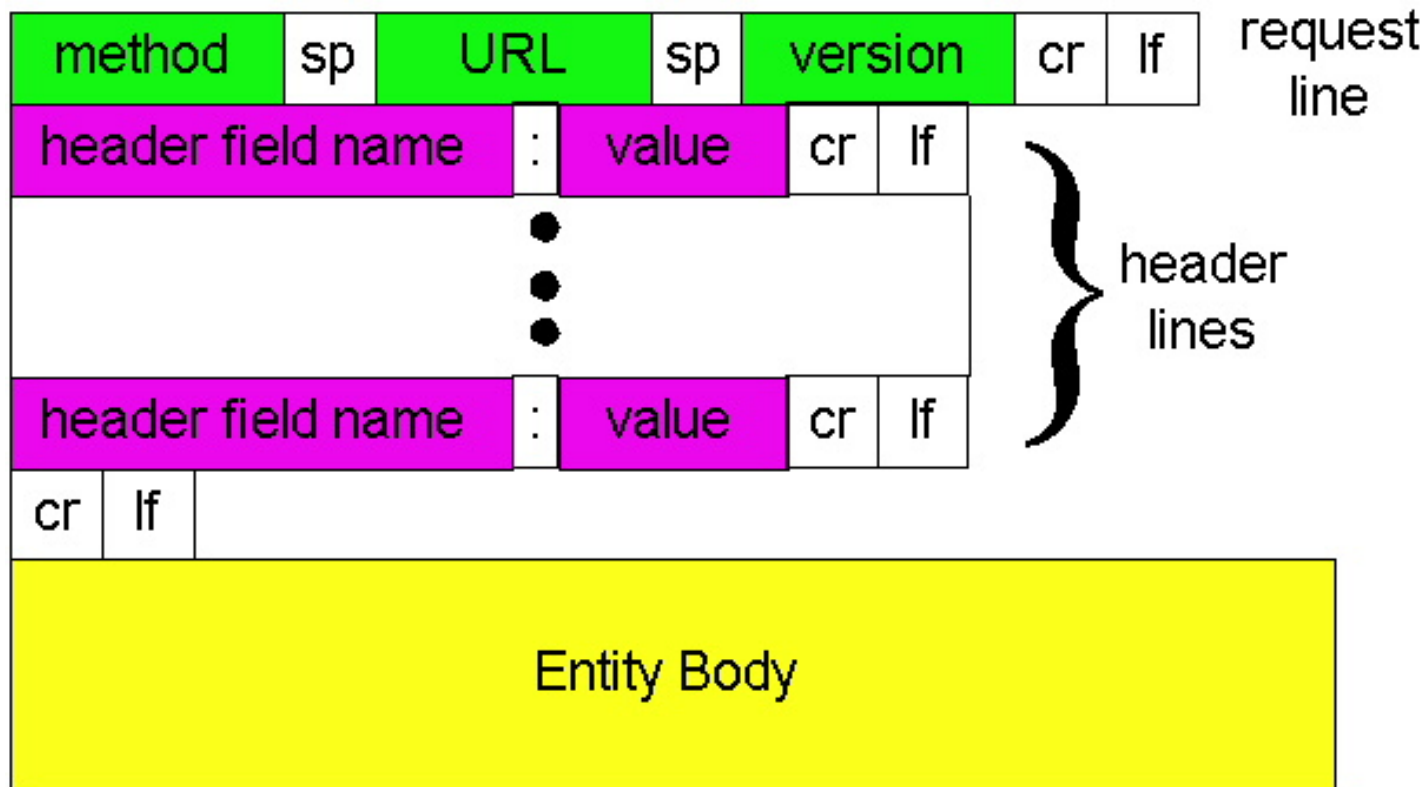 method sp URL sp version cr lf request line
header field name : value cr lf
header lines
header field name : value cr lf
cr lf
Entity Body